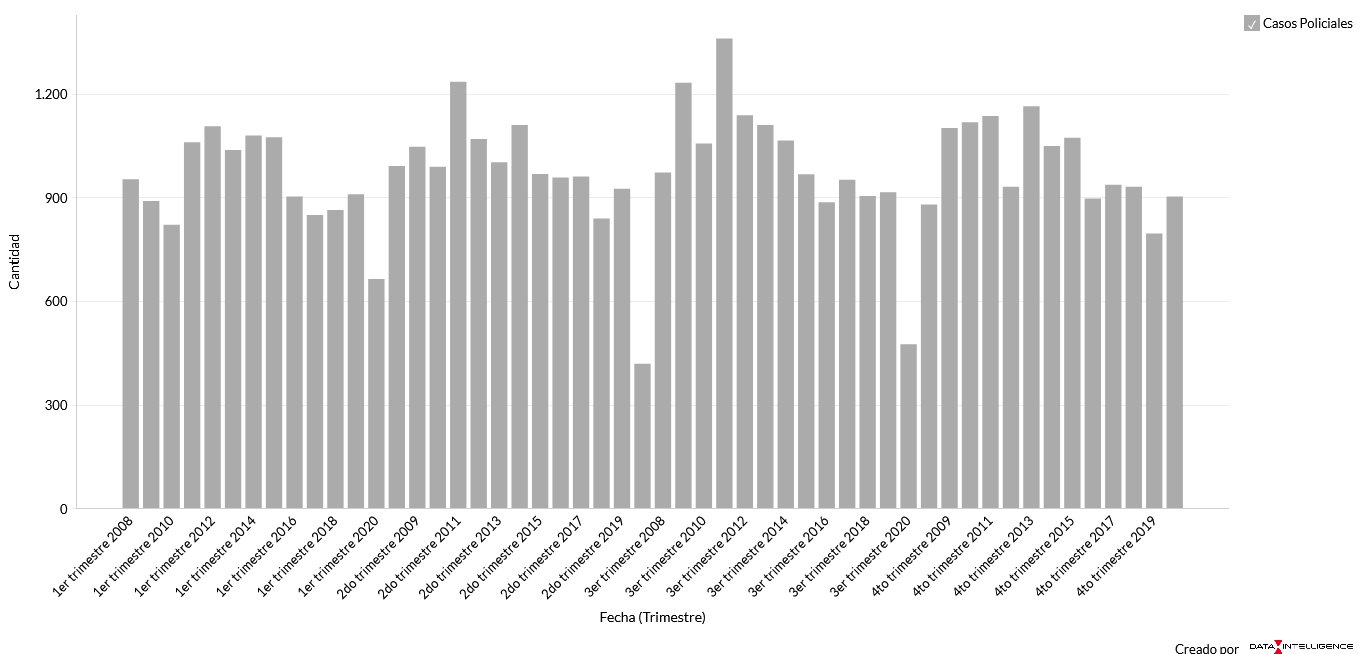 Casos Policiales
Cantidad
1.200
900
600
300
0
1er trimestre 2008
1er trimestre 2010
1er trimestre 2012
1er trimestre 2014
1er trimestre 2016
1er trimestre 2018
1er trimestre 2020
2do trimestre 2009
2do trimestre 2011
2do trimestre 2013
2do trimestre 2015
2do trimestre 2017
2do trimestre 2019
3er trimestre 2008
3er trimestre 2010
3er trimestre 2012
3er trimestre 2014
3er trimestre 2016
3er trimestre 2018
3er trimestre 2020
4to trimestre 2009
4to trimestre 2011
4to trimestre 2013
4to trimestre 2015
4to trimestre 2017
4to trimestre 2019
Fecha (Trimestre)
Creado por DATA INTELLIGENCE